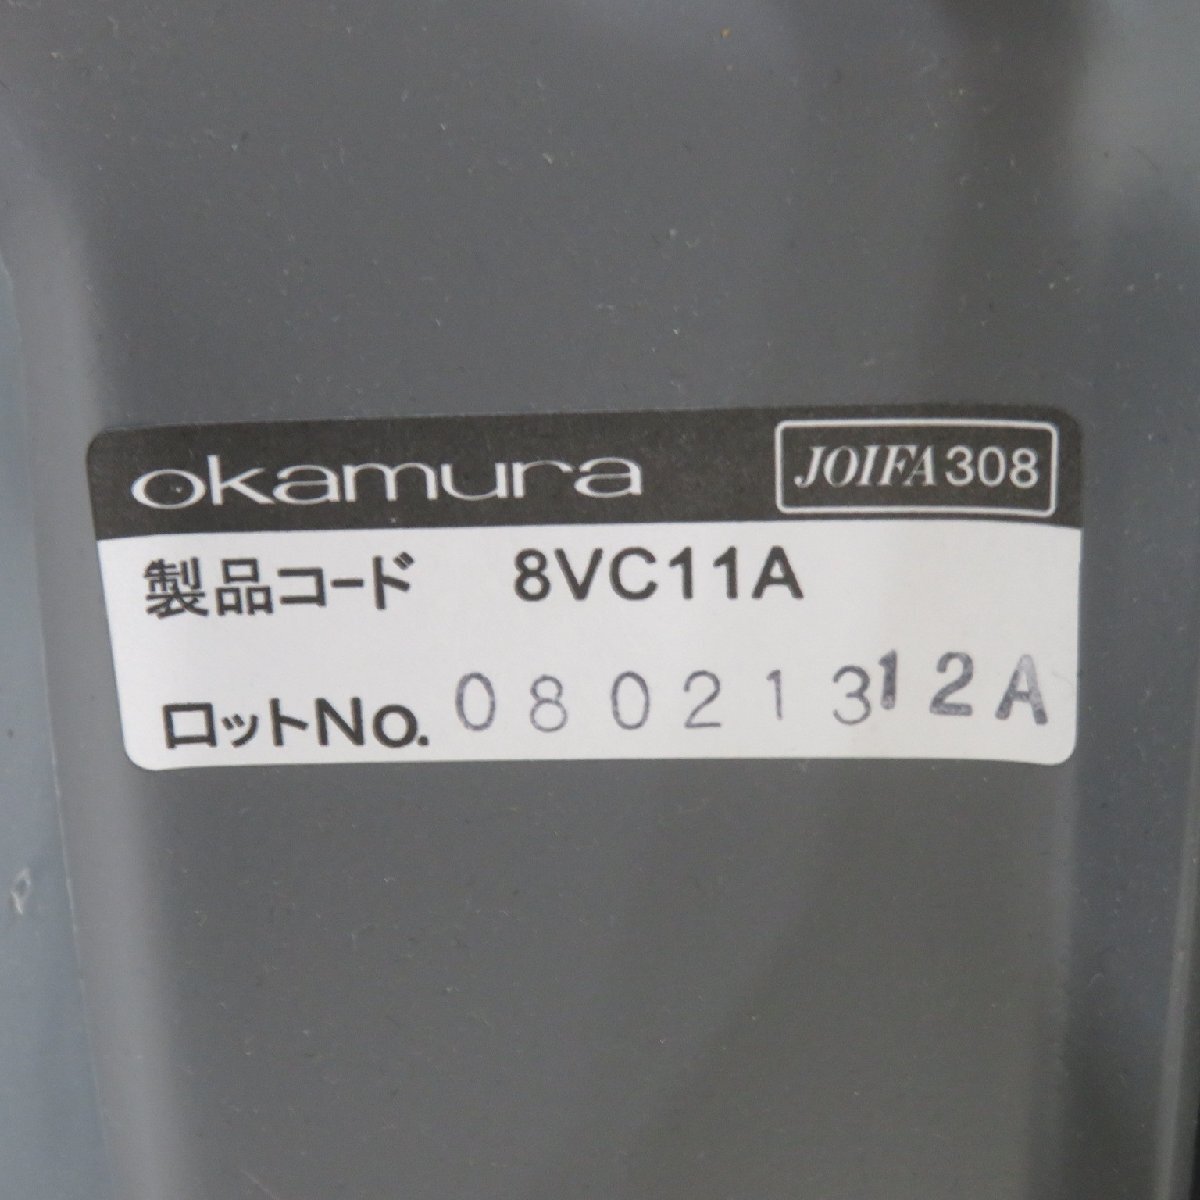 okamura JOIFA308
製品コード 8VC11A
ロットNo. 08021312A